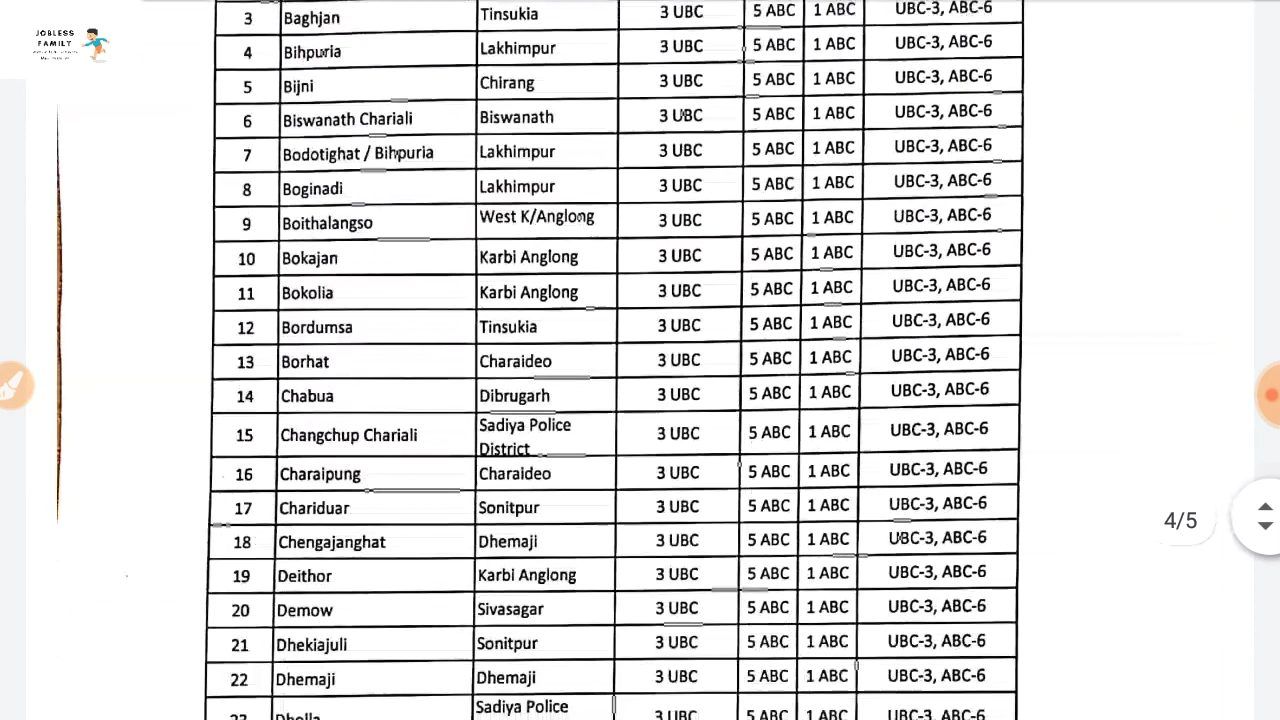 JOBLESS
FAMILY
3 Baghjan Tinsukia 3 UBC 5 ABC 1 ABC UBC-3, ABC-6
4 Bihpuria Lakhimpur 3 UBC 5 ABC 1 ABC UBC-3, ABC-6
5 Bijni Chirang 3 UBC 5 ABC 1 ABC UBC-3, ABC-6
6 Biswanath Chariali Biswanath 3 UBC 5 ABC 1 ABC UBC-3, ABC-6
7 Bodotighat / Bihpuria Lakhimpur 3 UBC 5 ABC 1 ABC UBC-3, ABC-6
8 Boginadi Lakhimpur 3 UBC 5 ABC 1 ABC UBC-3, ABC-6
9 Boithalangso West K/Anglong 3 UBC 5 ABC 1 ABC UBC-3, ABC-6
10 Bokajan Karbi Anglong 3 UBC 5 ABC 1 ABC UBC-3, ABC-6
11 Bokolia Karbi Anglong 3 UBC 5 ABC 1 ABC UBC-3, ABC-6
12 Bordumsa Tinsukia 3 UBC 5 ABC 1 ABC UBC-3, ABC-6
13 Borhat Charaideo 3 UBC 5 ABC 1 ABC UBC-3, ABC-6
14 Chabua Dibrugarh 3 UBC 5 ABC 1 ABC UBC-3, ABC-6
15 Changchup Chariali Sadiya Police District 3 UBC 5 ABC 1 ABC UBC-3, ABC-6
16 Charaipung Charaideo 3 UBC 5 ABC 1 ABC UBC-3, ABC-6
17 Chariduar Sonitpur 3 UBC 5 ABC 1 ABC UBC-3, ABC-6
4/5
18 Chengajanghat Dhemaji 3 UBC 5 ABC 1 ABC UBC-3, ABC-6
19 Deithor Karbi Anglong 3 UBC 5 ABC 1 ABC UBC-3, ABC-6
20 Demow Sivasagar 3 UBC 5 ABC 1 ABC UBC-3, ABC-6
21 Dhekiajuli Sonitpur 3 UBC 5 ABC 1 ABC UBC-3, ABC-6
22 Dhemaji Dhemaji 3 UBC 5 ABC 1 ABC UBC-3, ABC-6
23 Dholla Sadiya Police 3 UBC 5 ABC 1 ABC UBC-3, ABC-6